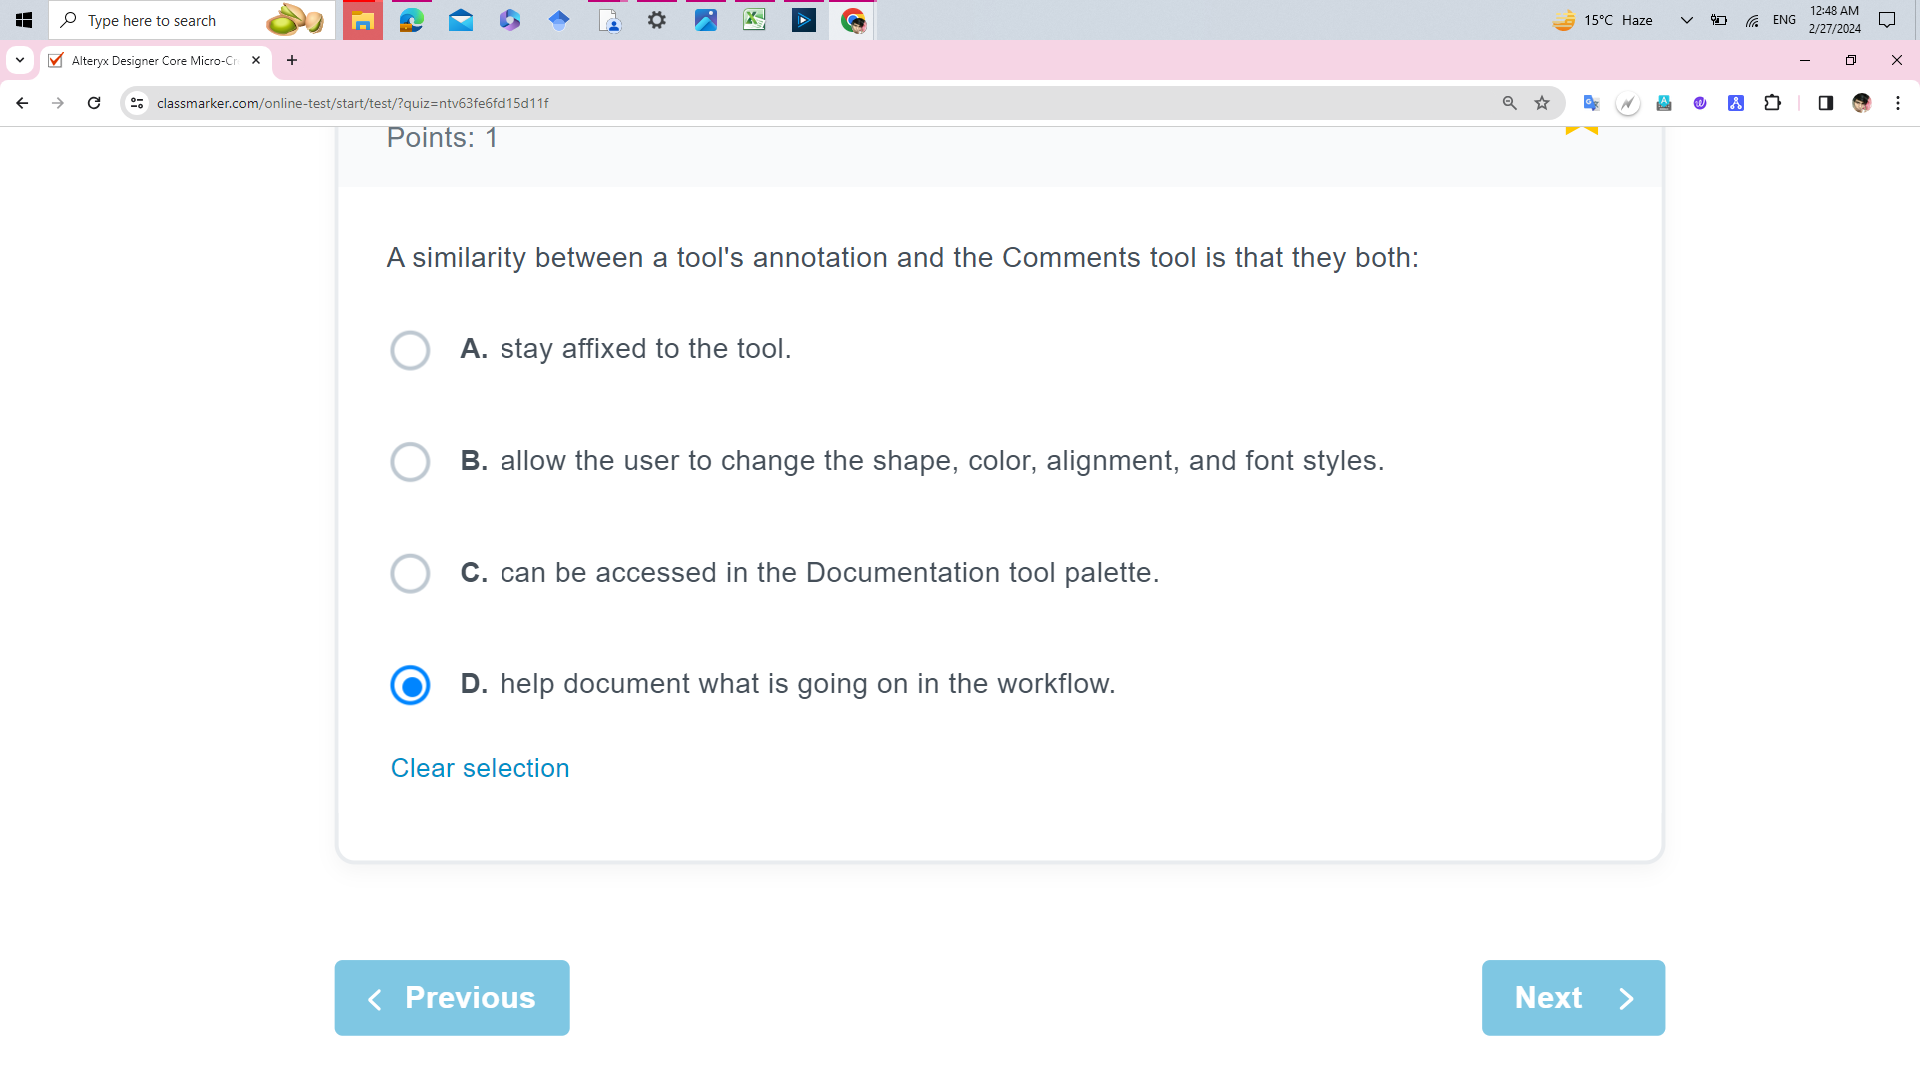 Type here to search
15°C Haze
ENG
12:48 AM
2/27/2024
Alteryx Designer Core Micro-Cr
classmarker.com/online-test/start/test/?quiz=ntv63fe6fd15d11f
Points: 1
A similarity between a tool's annotation and the Comments tool is that they both:
A. stay affixed to the tool.
B. allow the user to change the shape, color, alignment, and font styles.
C. can be accessed in the Documentation tool palette.
D. help document what is going on in the workflow.
Clear selection
Previous
Next